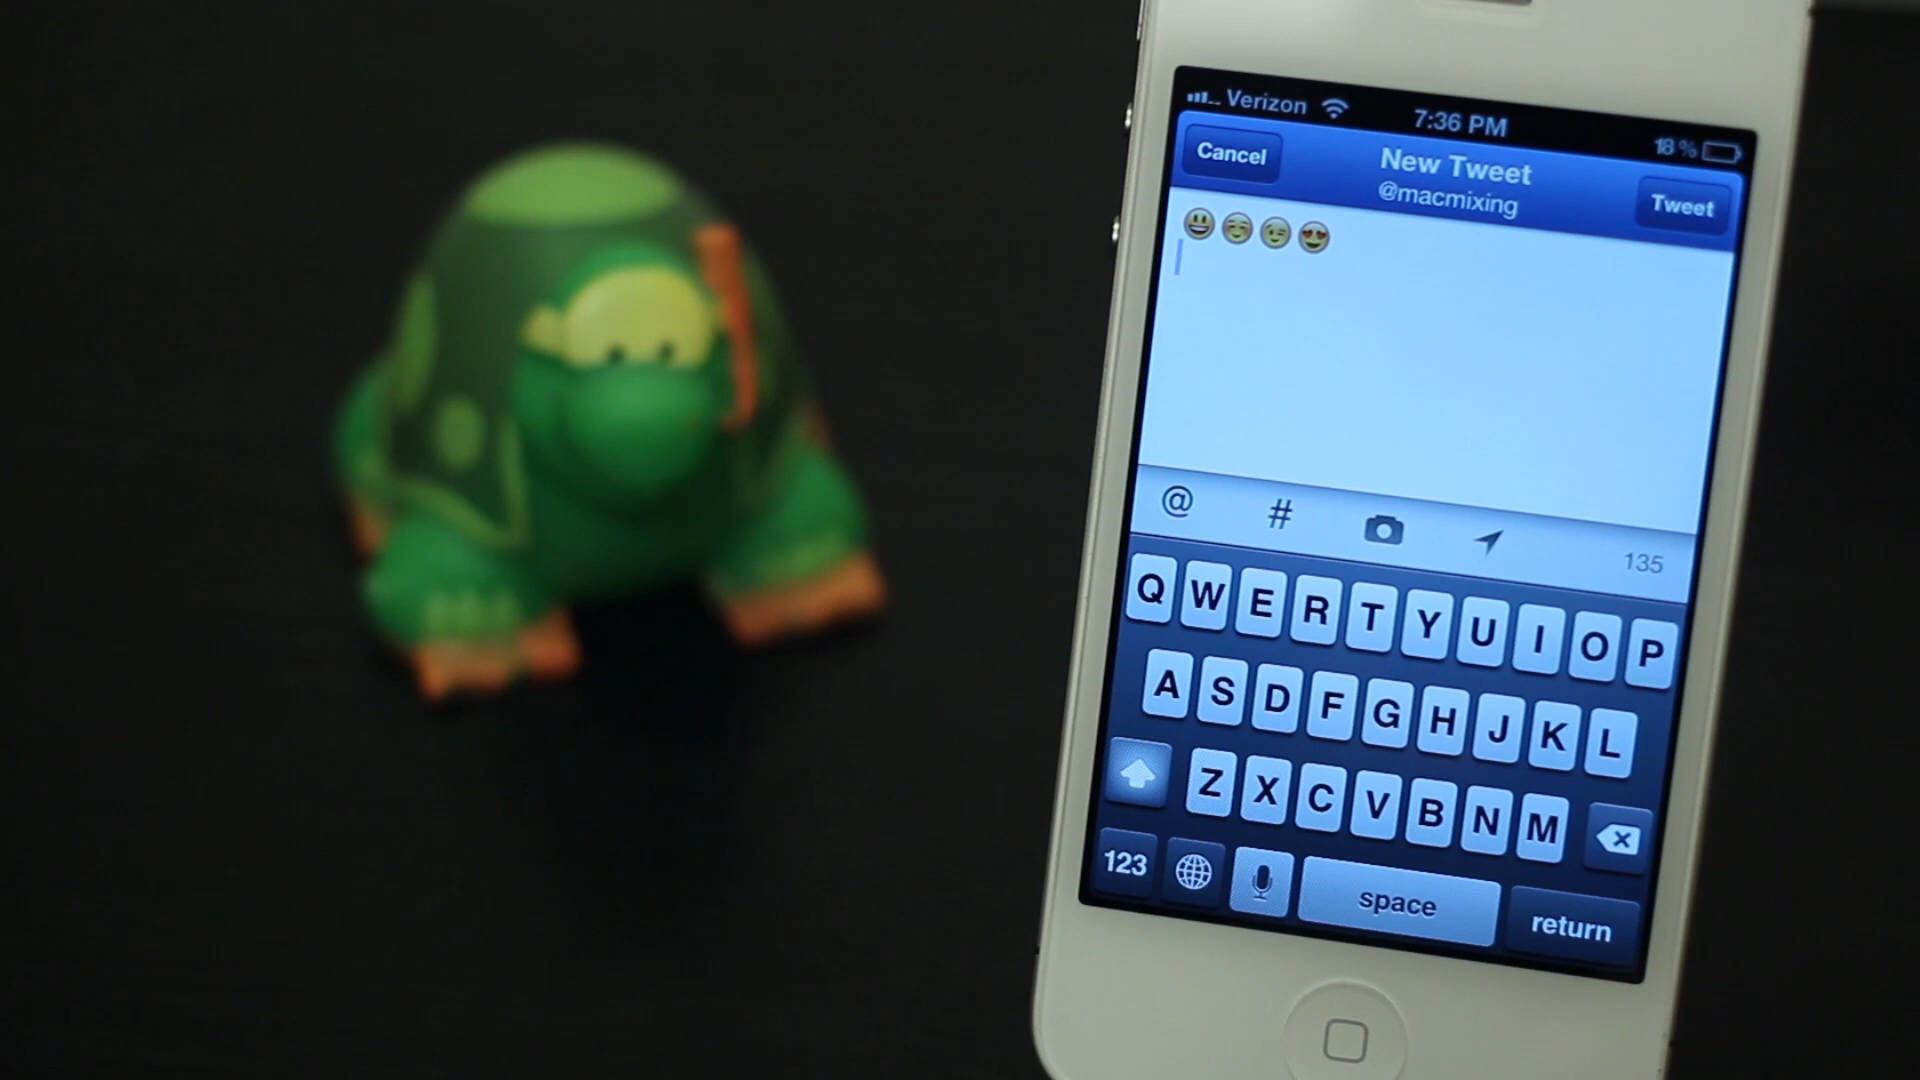 Verizon 7:36 PM 18%
Cancel New Tweet Tweet
@macmixing
@ # 135
Q W E R T Y U I O P
A S D F G H J K L
Z X C V B N M
123 space return